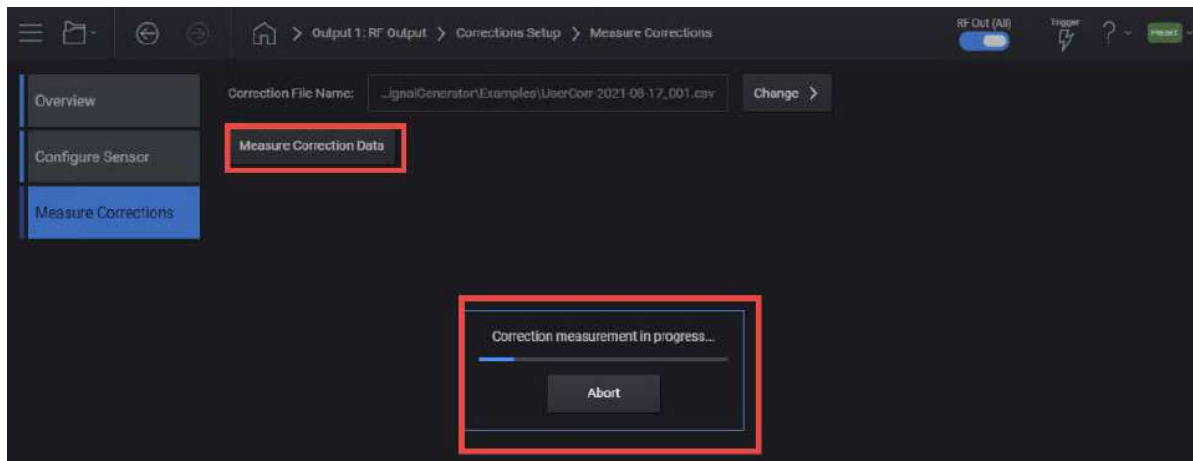 Output 1: RF Output > Corrections Setup > Measure Corrections
RF Out (All)
Trigger
?
PRESET
Overview
Correction File Name:
...ignalGenerator\Examples\UserCorr-2021-08-17_001.csv
Change >
Configure Sensor
Measure Correction Data
Measure Corrections
Correction measurement in progress...
Abort